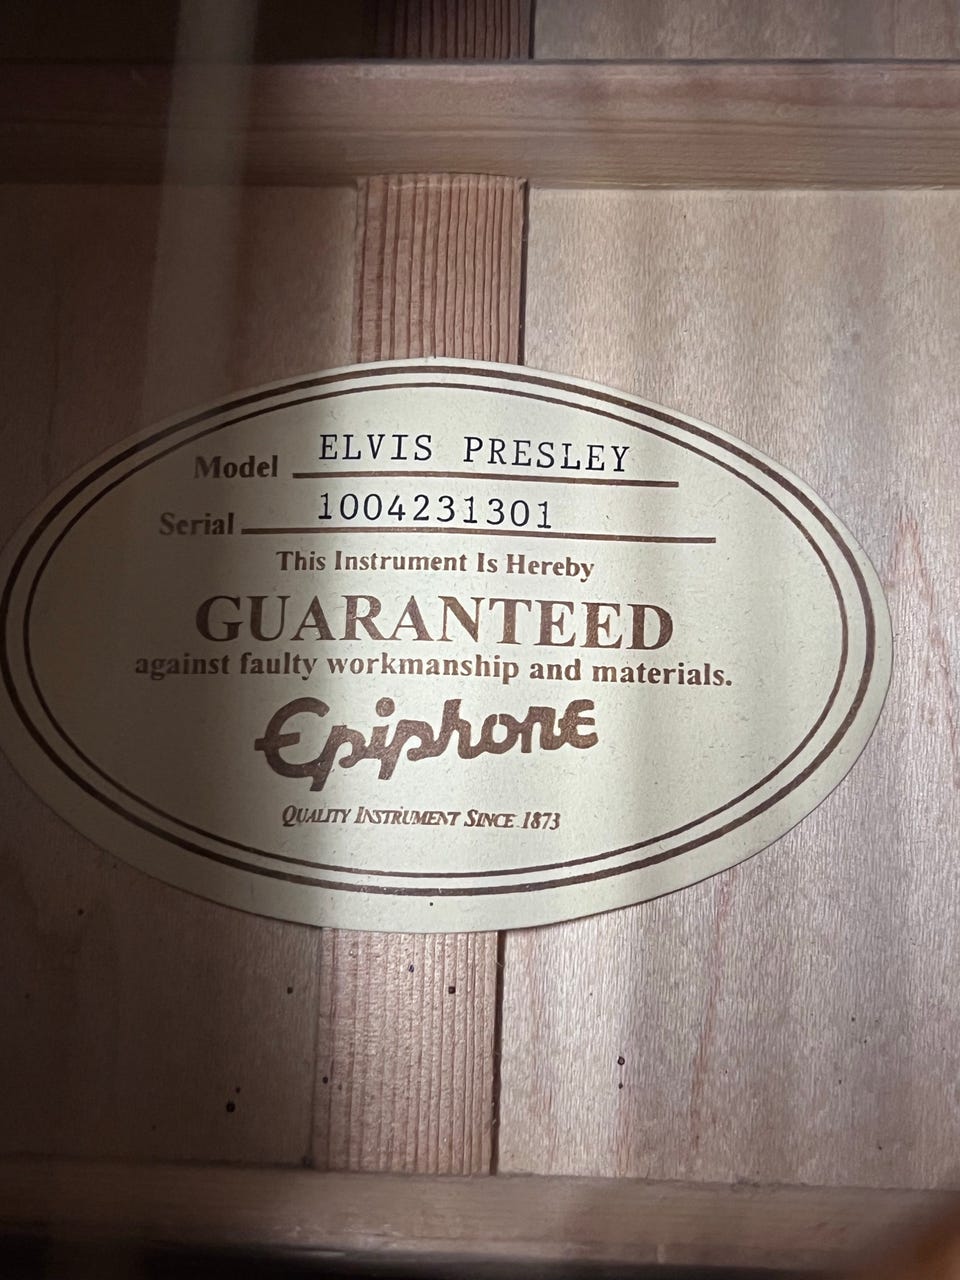 Model ELVIS PRESLEY
Serial 1004231301
This Instrument Is Hereby
GUARANTEED
against faulty workmanship and materials.
Epiphone
QUALITY INSTRUMENT SINCE 1873